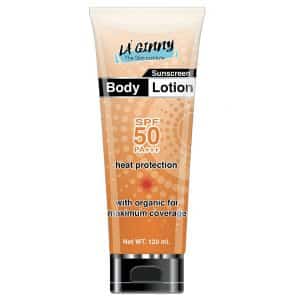 Li Ginny
The Skin Institute
Sunscreen
Body Lotion
SPF
50
PA+++
heat protection
with organic for
maximum coverage
Net WT. 120 ml.